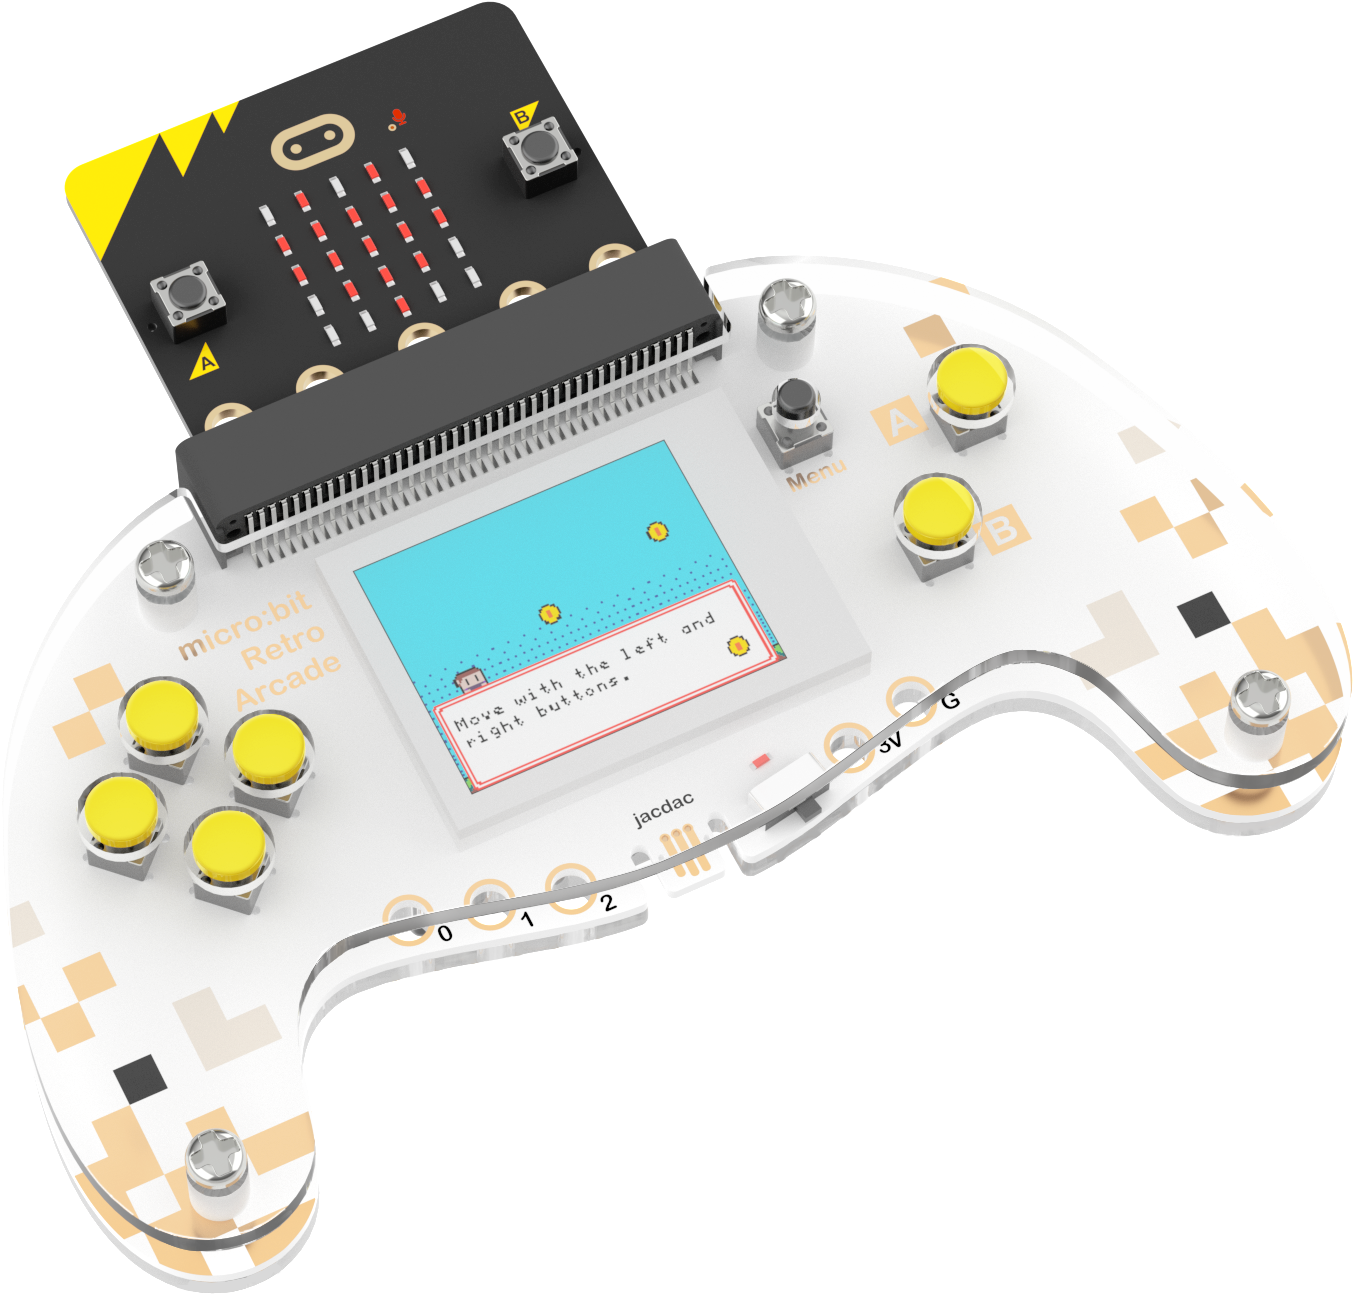 B
A
Menu
A
B
micro:bit
Retro
Arcade
Move with the left and
right buttons.
jacdac
0
1
2
3V
G